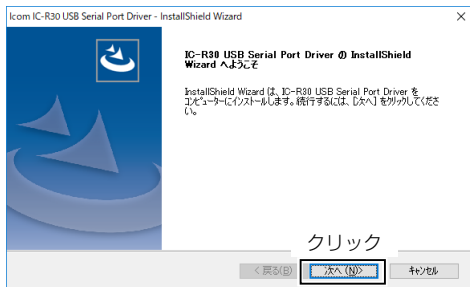 Icom IC-R30 USB Serial Port Driver - InstallShield Wizard
IC-R30 USB Serial Port Driver の InstallShield
Wizard へようこそ
InstallShield Wizard は、IC-R30 USB Serial Port Driver を
コンピューターにインストールします。続行するには、[次へ] をクリックしてくださ
い。
クリック
< 戻る(B)
次へ (N)>
キャンセル